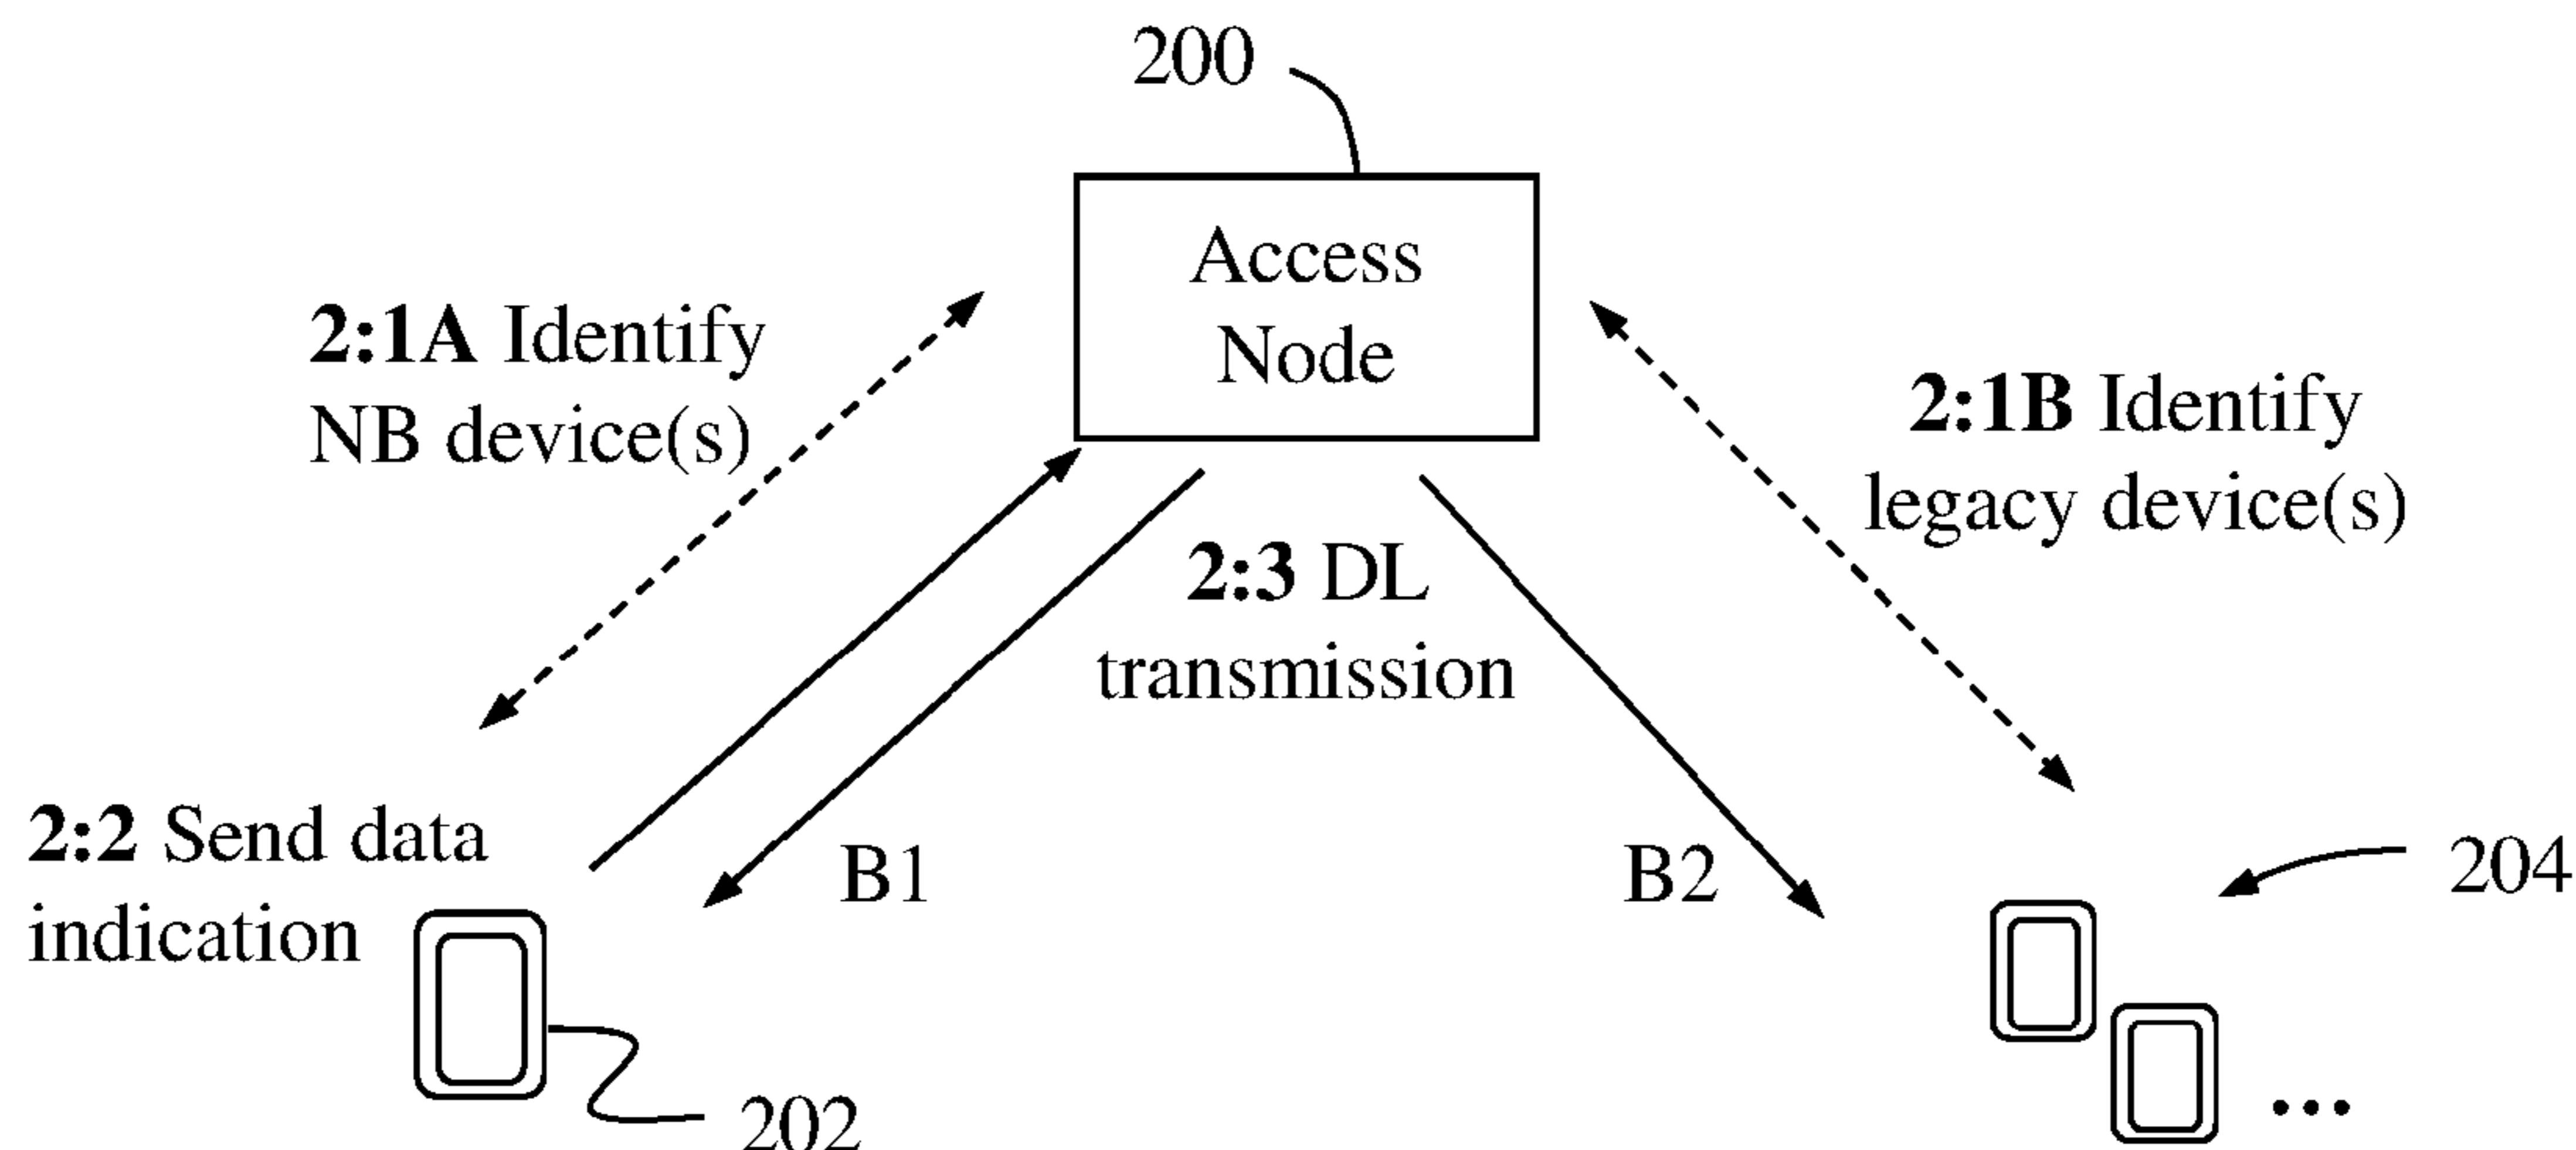 200
Access
Node
2:1A Identify
NB device(s)
2:1B Identify
legacy device(s)
2:3 DL
transmission
2:2 Send data
indication
B1
B2
204
202
...